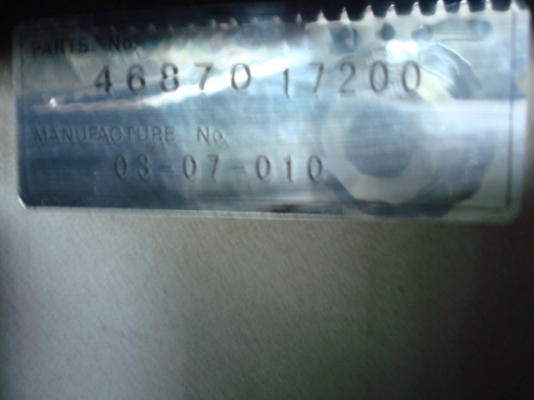 PARTS No.
46870 17200
MANUFACTURE No.
03-07-010